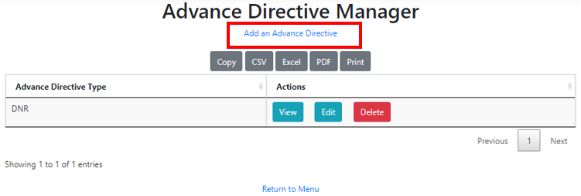 Advance Directive Manager
Add an Advance Directive
Copy CSV Excel PDF Print
Advance Directive Type Actions
DNR View Edit Delete
Previous 1 Next
Showing 1 to 1 of 1 entries
Return to Menu